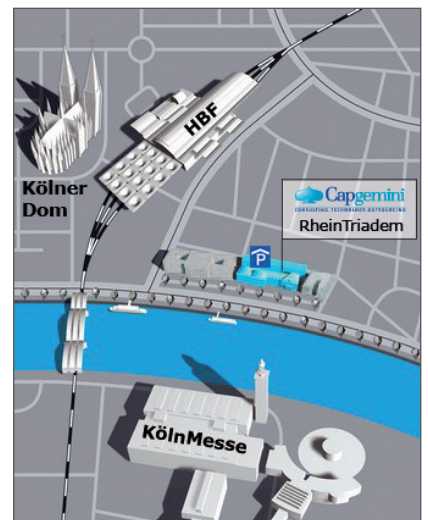 HBF
Kölner
Dom
Capgemini
CONSULTING.TECHNOLOGY.OUTSOURCING
RheinTriadem
P
KölnMesse